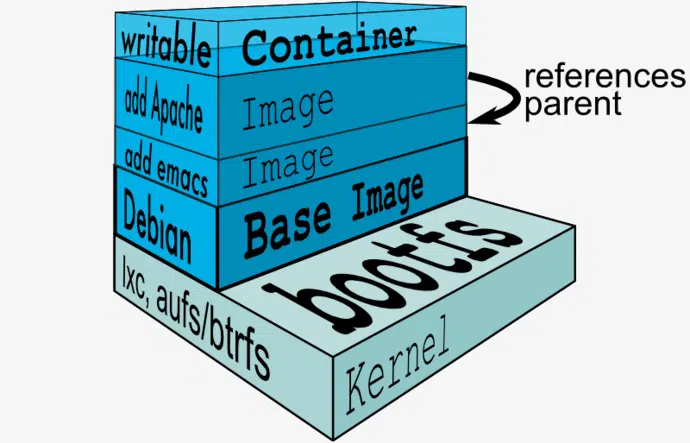 writable
Container
references
parent
add Apache
Image
add emacs
Image
Debian
Base Image
bootfs
lxc, aufs/btrfs
Kernel